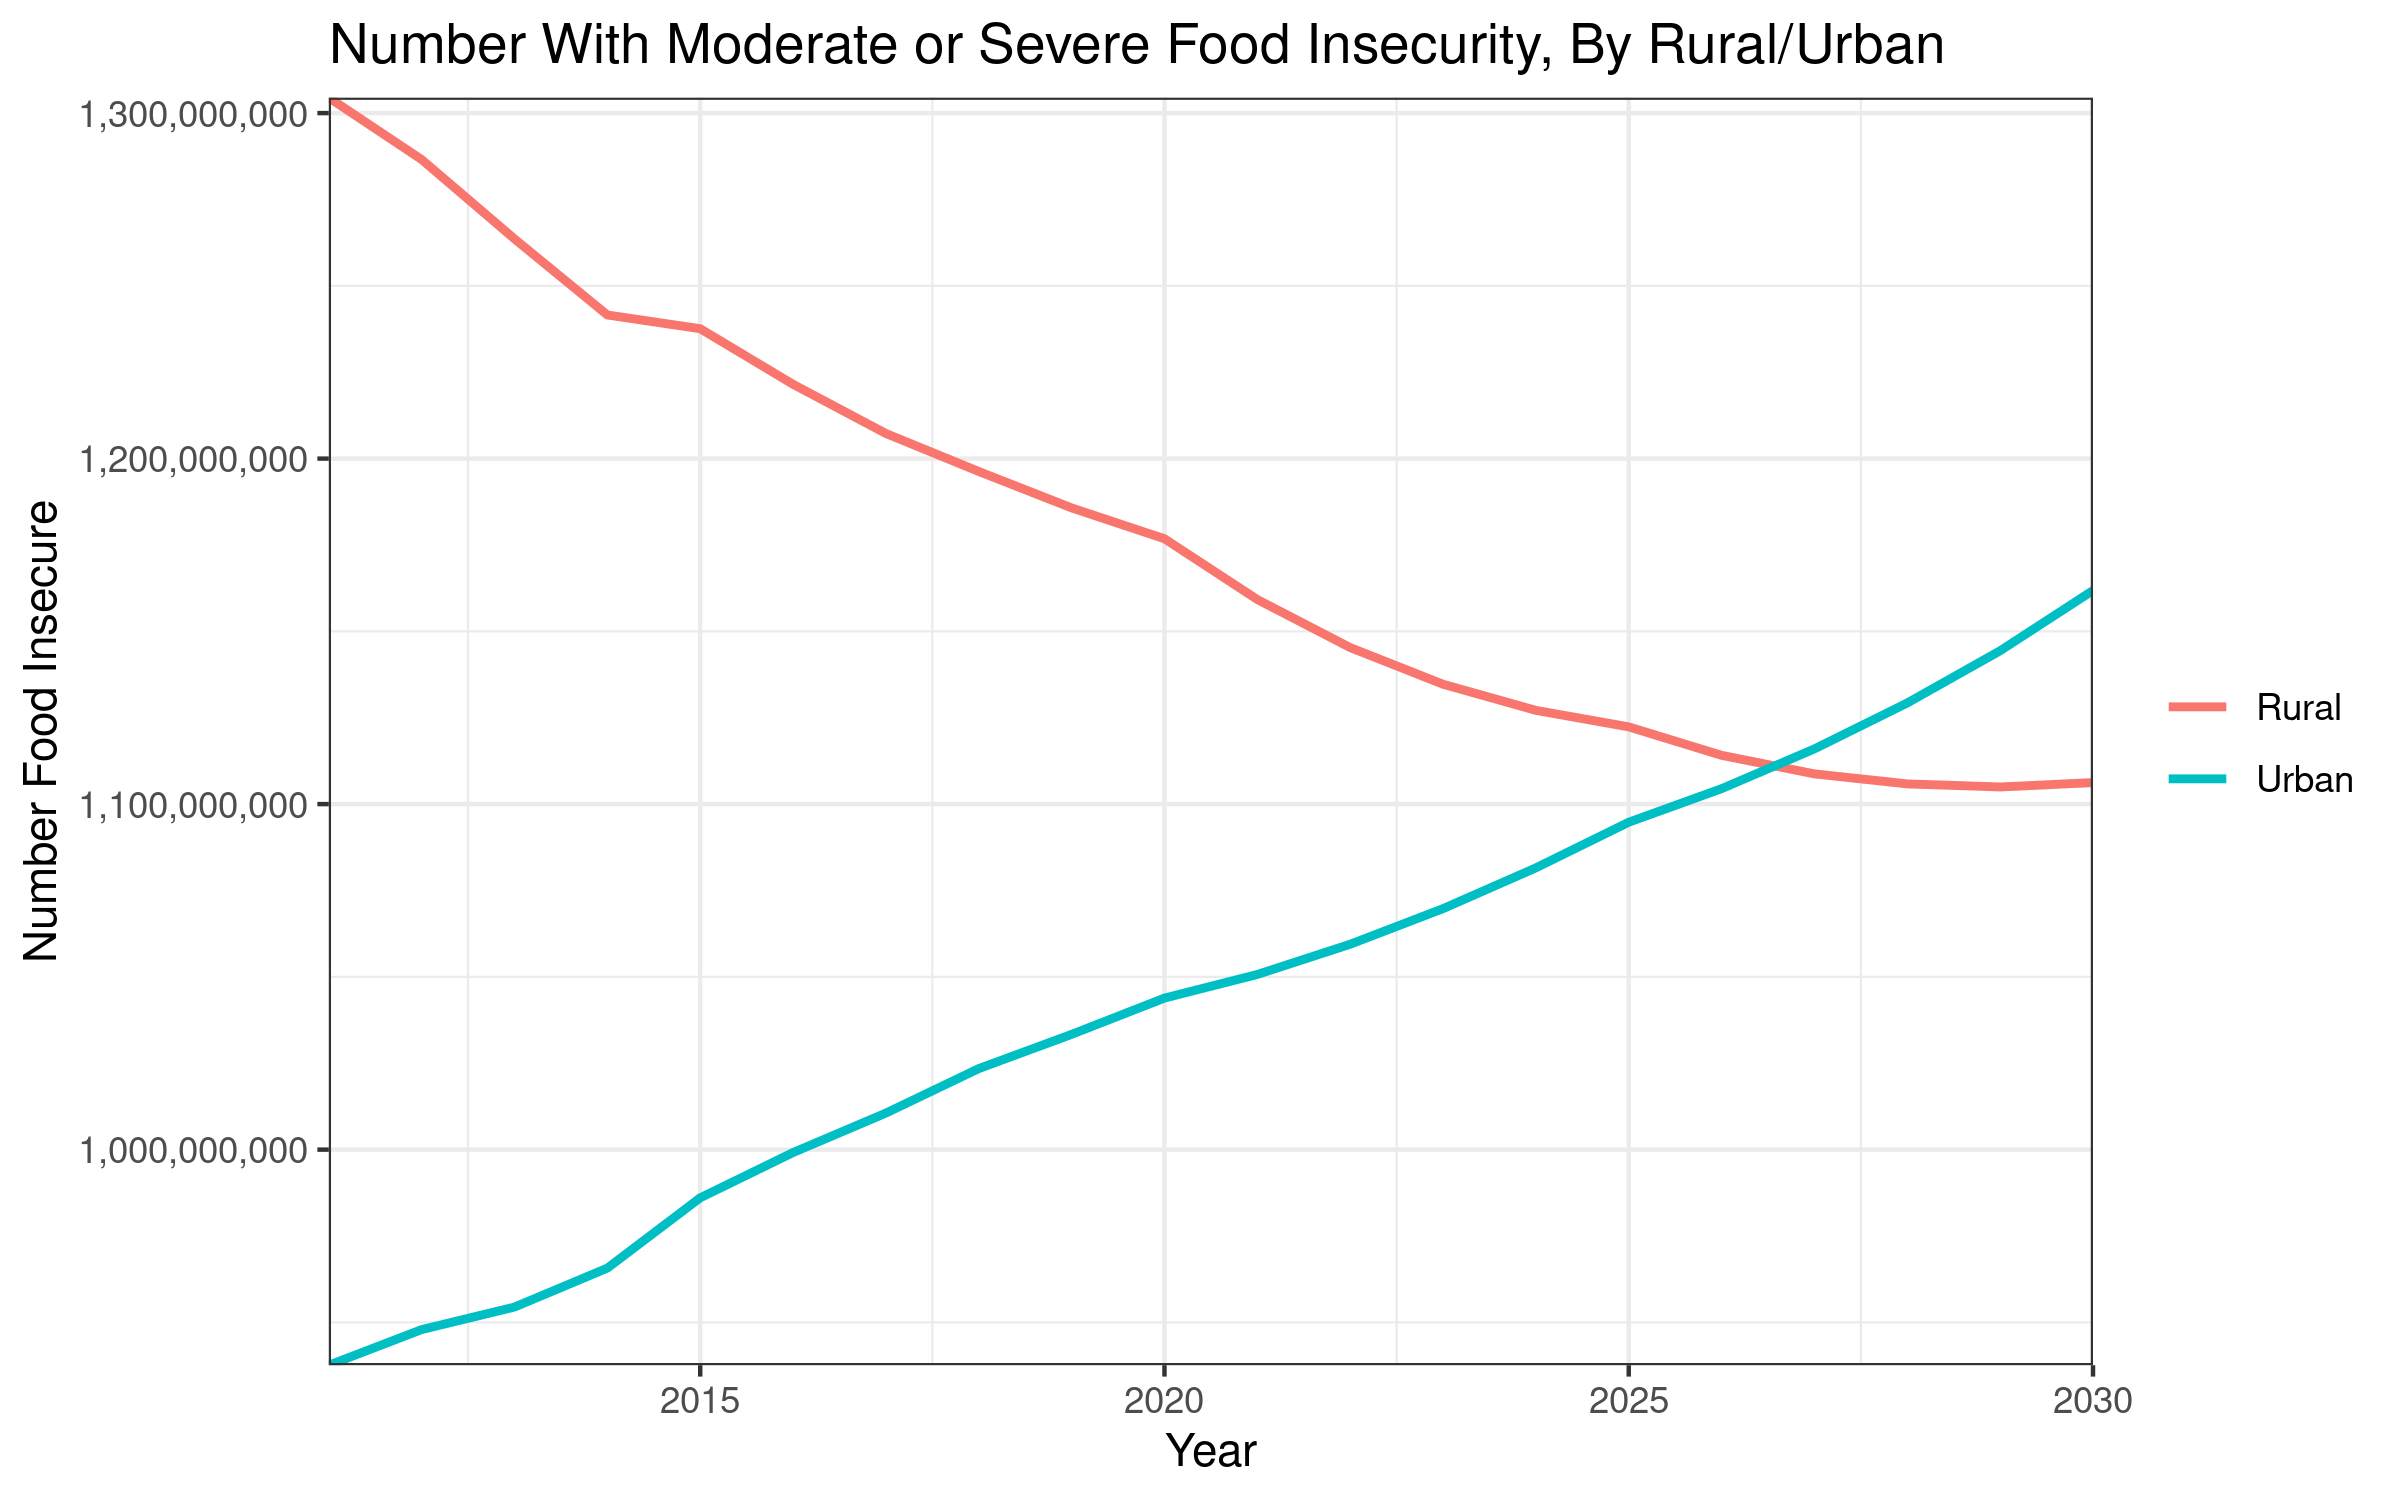 Number With Moderate or Severe Food Insecurity, By Rural/Urban
1,300,000,000
1,200,000,000
1,100,000,000
1,000,000,000
Number Food Insecure
2015
2020
2025
2030
Year
Rural
Urban